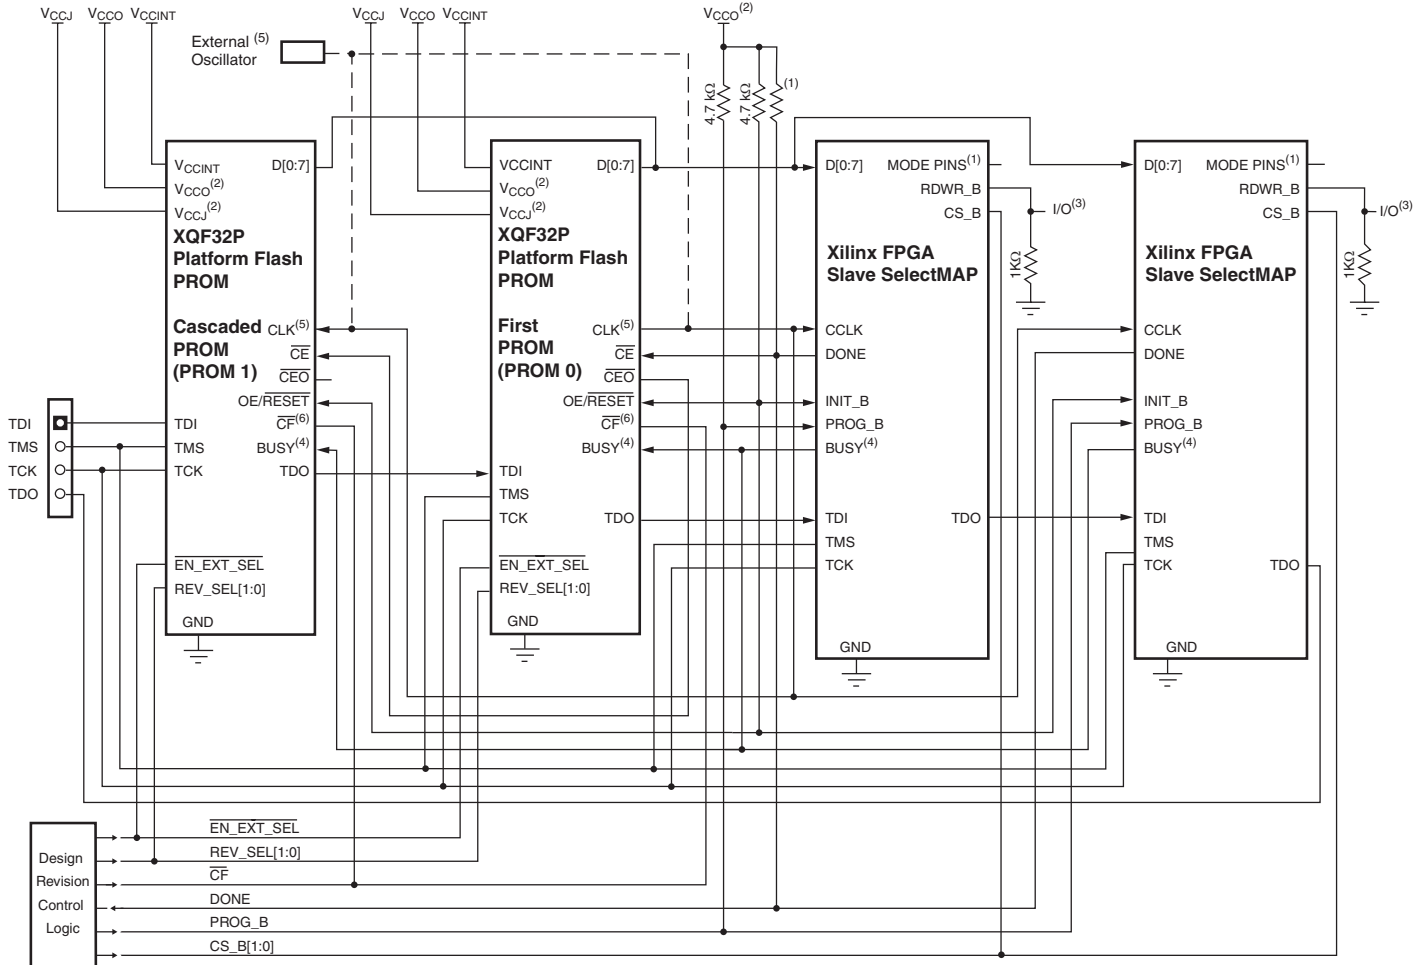 VCCJ VCCO VCCINT
VCCJ VCCO VCCINT
VCCO(2)
External (5)
Oscillator
4.7 kΩ
4.7 kΩ
(1)
VCCINT
D[0:7]
VCCO(2)
VCCJ(2)
XQF32P
Platform Flash
PROM
Cascaded
PROM
(PROM 1)
CLK(5)
CE
CEO
OE/RESET
CF(6)
BUSY(4)
TDI
TMS
TCK
TDO
EN_EXT_SEL
REV_SEL[1:0]
GND
TDI
TMS
TCK
TDO
VCCINT
D[0:7]
VCCO(2)
VCCJ(2)
XQF32P
Platform Flash
PROM
First
PROM
(PROM 0)
CLK(5)
CE
CEO
OE/RESET
CF(6)
BUSY(4)
TDI
TMS
TCK
TDO
EN_EXT_SEL
REV_SEL[1:0]
GND
D[0:7]
MODE PINS(1)
RDWR_B
CS_B
I/O(3)
1KΩ
Xilinx FPGA
Slave SelectMAP
CCLK
DONE
INIT_B
PROG_B
BUSY(4)
TDI
TDO
TMS
TCK
GND
D[0:7]
MODE PINS(1)
RDWR_B
CS_B
I/O(3)
1KΩ
Xilinx FPGA
Slave SelectMAP
CCLK
DONE
INIT_B
PROG_B
BUSY(4)
TDI
TMS
TCK
TDO
GND
Design
Revision
Control
Logic
EN_EXT_SEL
REV_SEL[1:0]
CF
DONE
PROG_B
CS_B[1:0]